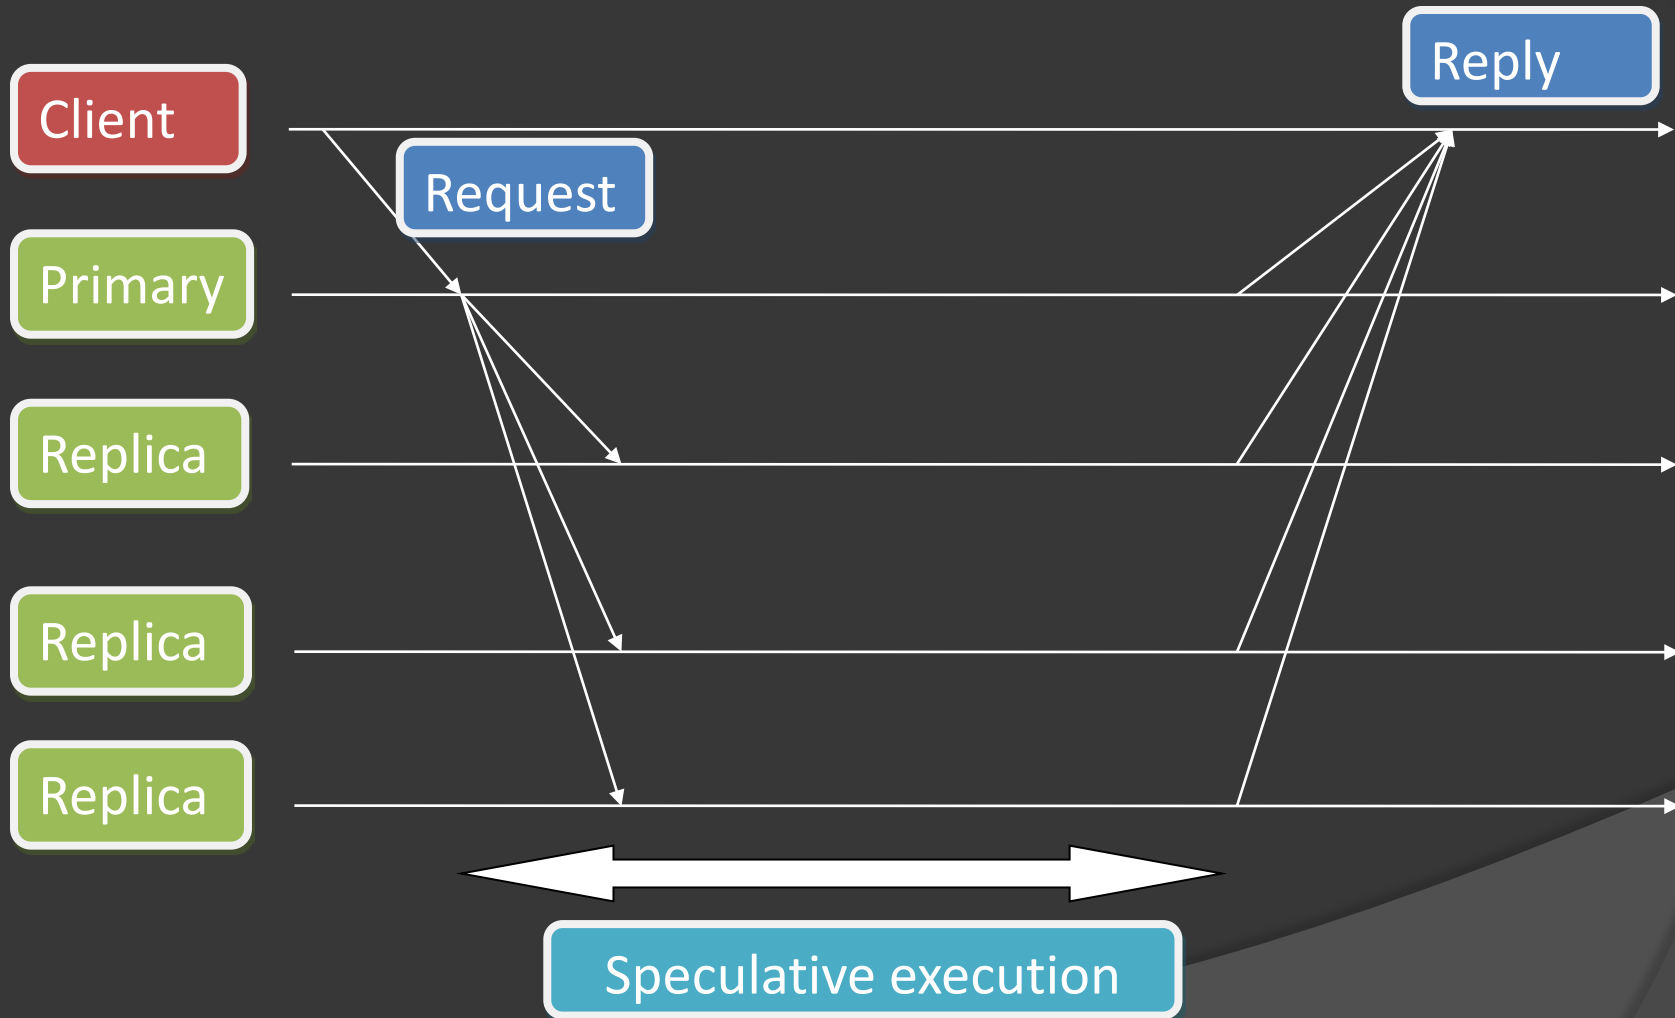 Reply
Client
Request
Primary
Replica
Replica
Replica
Speculative execution